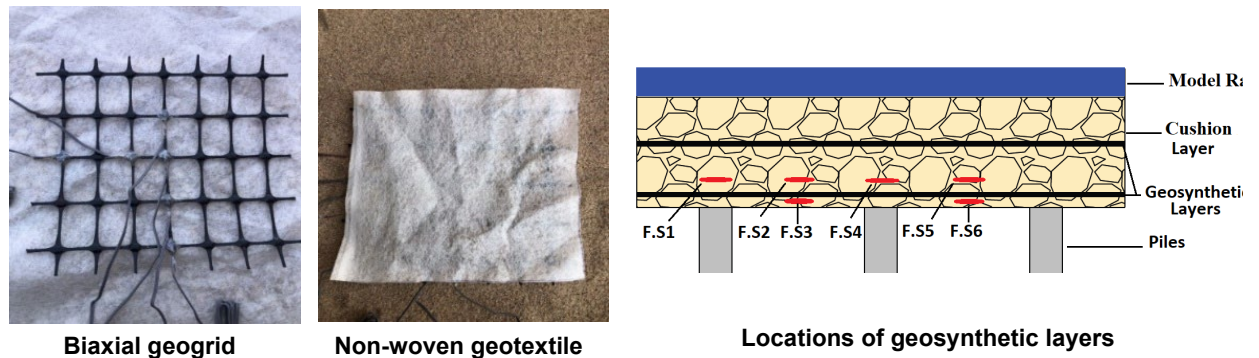 Model Ra
Cushion
Layer
Geosynthetic
Layers
F.S1
F.S2
F.S3
F.S4
F.S5
F.S6
Piles
Biaxial geogrid
Non-woven geotextile
Locations of geosynthetic layers